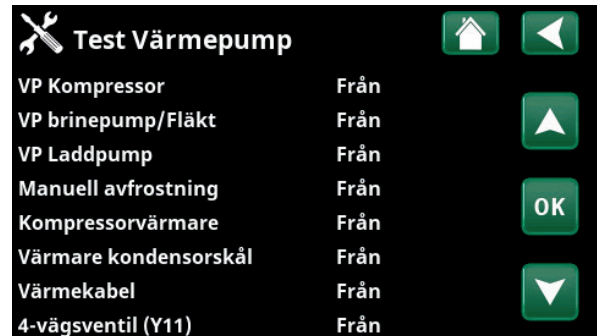 Test Värmepump
VP Kompressor Från
VP brinepump/Fläkt Från
VP Laddpump Från
Manuell avfrostning Från
OK
Kompressorvärmare Från
Värmare kondensorskål Från
Värmekabel Från
4-vägsventil (Y11) Från